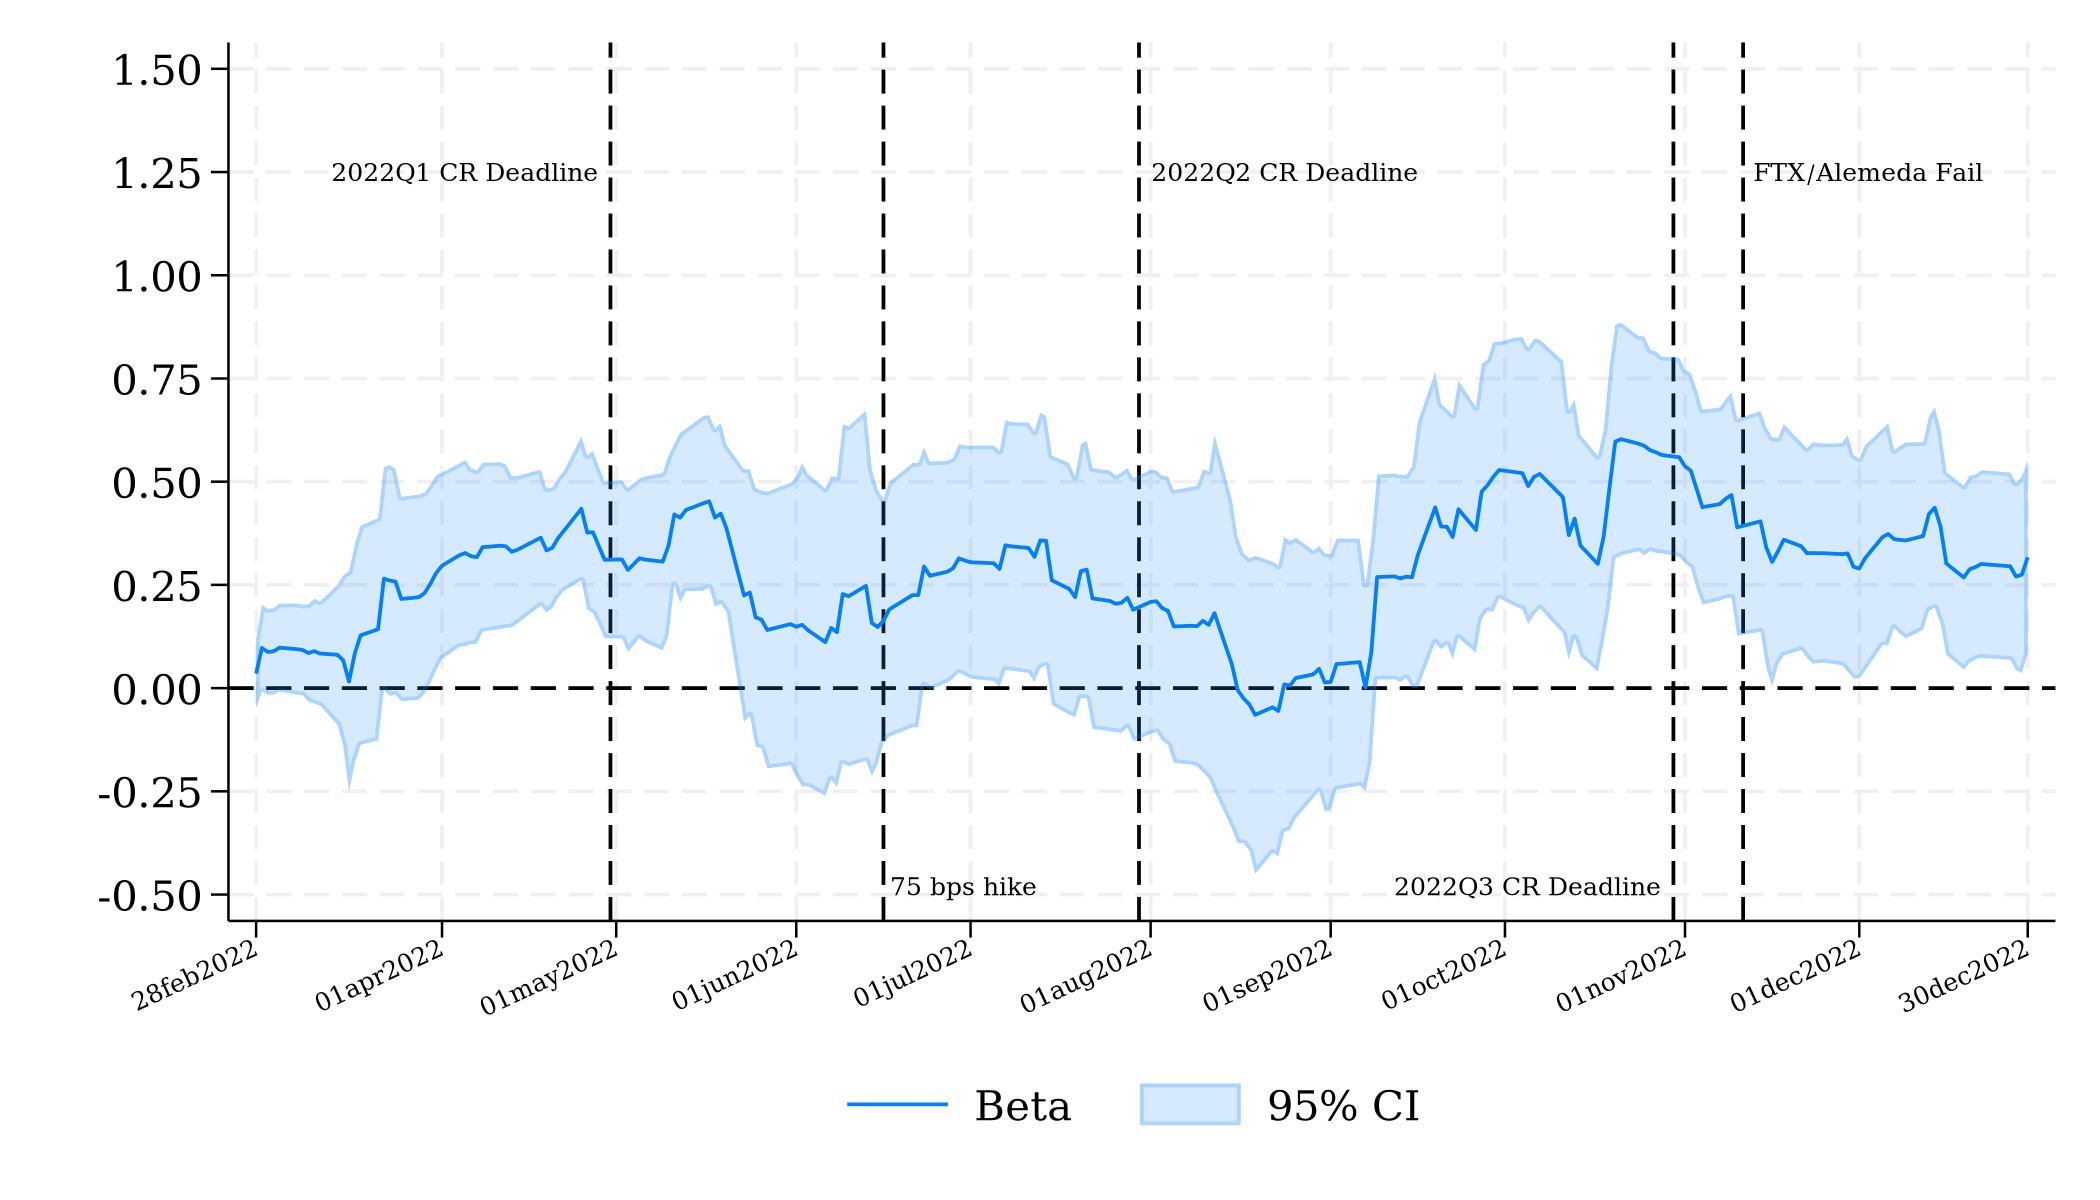 1.50
1.25
1.00
0.75
0.50
0.25
0.00
-0.25
-0.50
2022Q1 CR Deadline
2022Q2 CR Deadline
FTX/Alemeda Fail
75 bps hike
2022Q3 CR Deadline
28feb2022
01apr2022
01may2022
01jun2022
01jul2022
01aug2022
01sep2022
01oct2022
01nov2022
01dec2022
30dec2022
Beta
95% CI